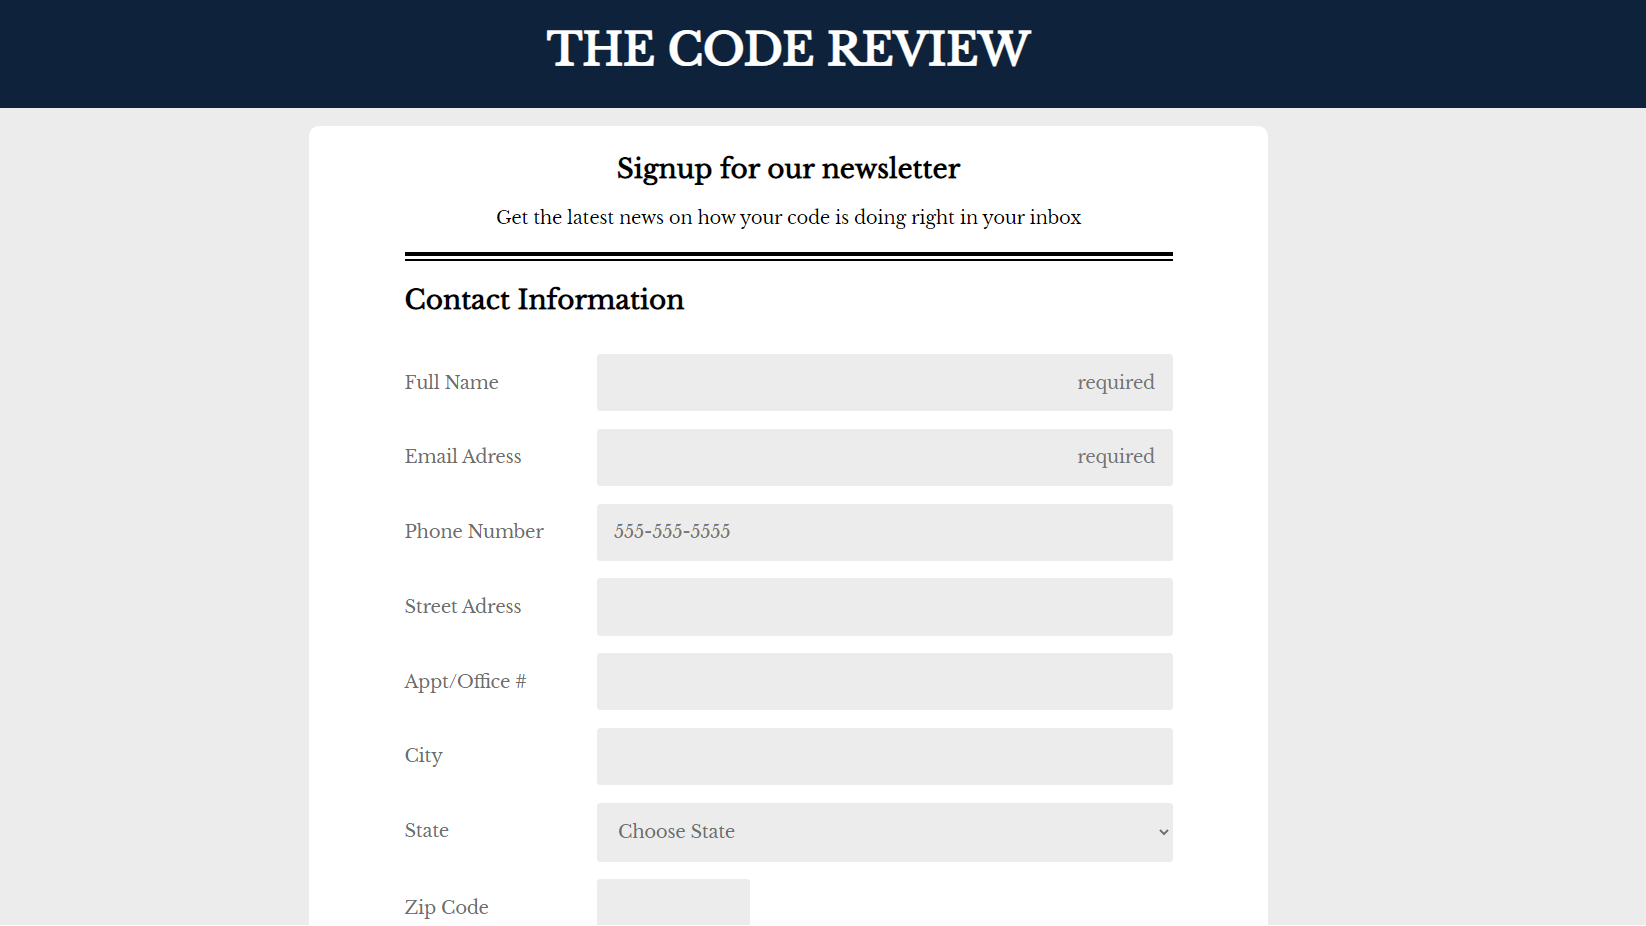 THE CODE REVIEW
Signup for our newsletter
Get the latest news on how your code is doing right in your inbox
Contact Information
Full Name required
Email Adress required
Phone Number 555-555-5555
Street Adress
Appt/Office #
City
State Choose State
Zip Code